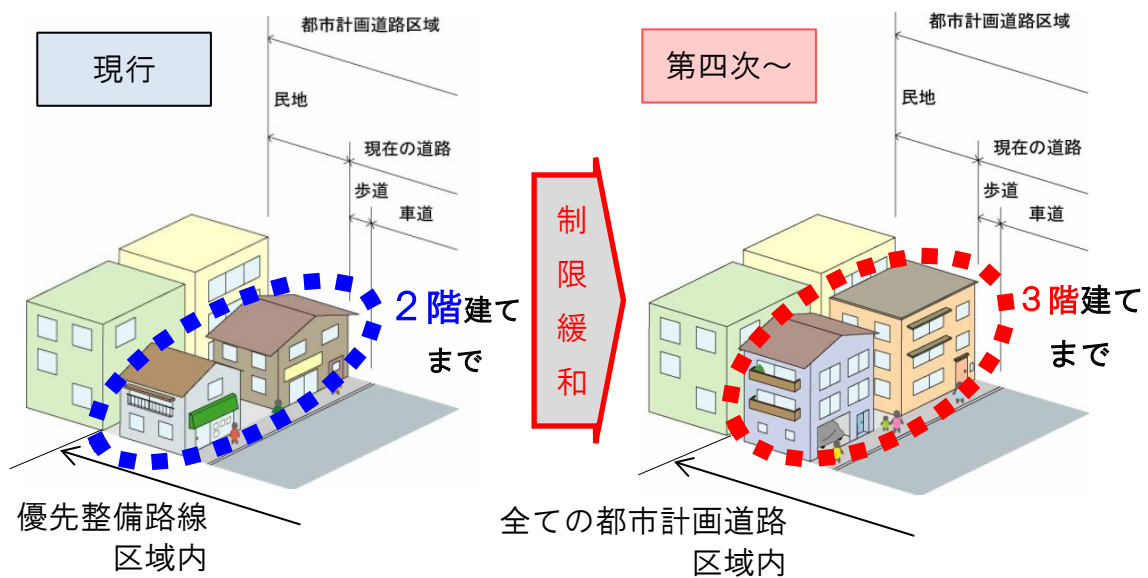 現行
都市計画道路区域
民地
現在の道路
歩道
車道
2階建て
まで
優先整備路線
区域内
制
限
緩
和
第四次～
都市計画道路区域
民地
現在の道路
歩道
車道
3階建て
まで
全ての都市計画道路
区域内